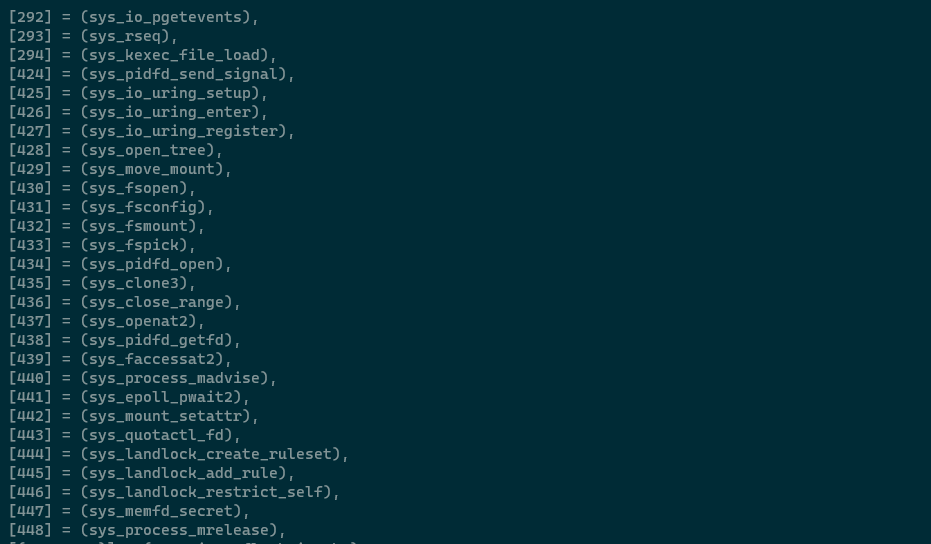 [292] = (sys_io_pgetevents),
[293] = (sys_rseq),
[294] = (sys_kexec_file_load),
[424] = (sys_pidfd_send_signal),
[425] = (sys_io_uring_setup),
[426] = (sys_io_uring_enter),
[427] = (sys_io_uring_register),
[428] = (sys_open_tree),
[429] = (sys_move_mount),
[430] = (sys_fsopen),
[431] = (sys_fsconfig),
[432] = (sys_fsmount),
[433] = (sys_fspick),
[434] = (sys_pidfd_open),
[435] = (sys_clone3),
[436] = (sys_close_range),
[437] = (sys_openat2),
[438] = (sys_pidfd_getfd),
[439] = (sys_faccessat2),
[440] = (sys_process_madvise),
[441] = (sys_epoll_pwait2),
[442] = (sys_mount_setattr),
[443] = (sys_quotactl_fd),
[444] = (sys_landlock_create_ruleset),
[445] = (sys_landlock_add_rule),
[446] = (sys_landlock_restrict_self),
[447] = (sys_memfd_secret),
[448] = (sys_process_mrelease),